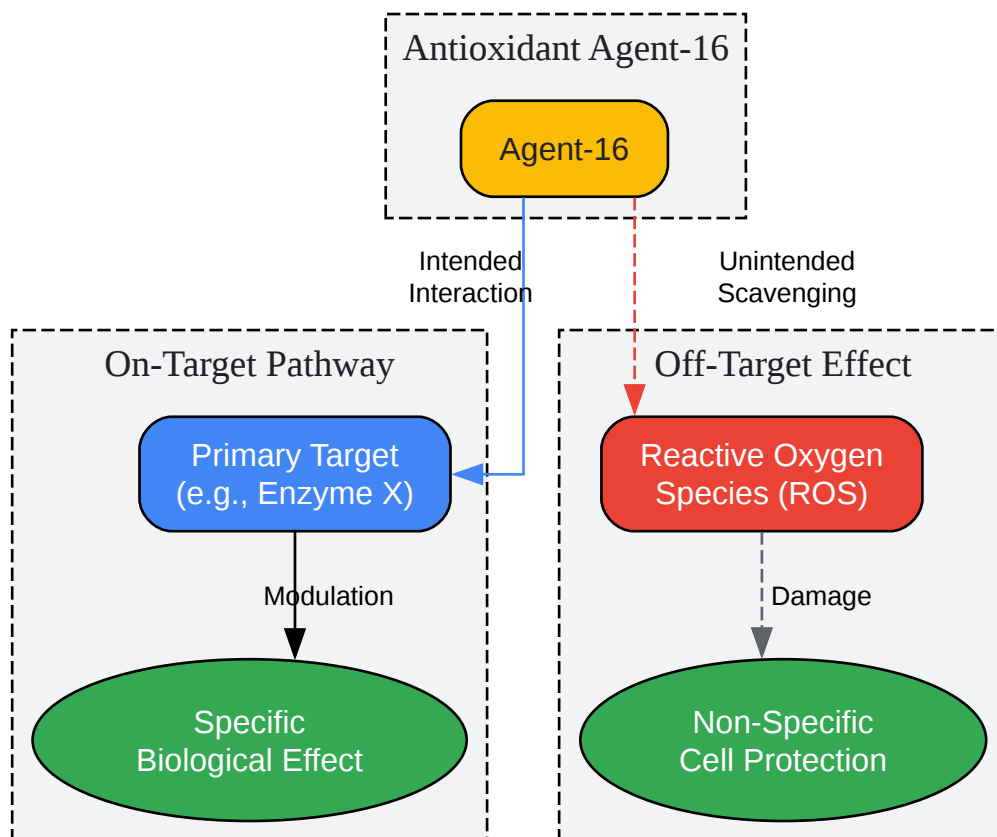 Antioxidant Agent-16
Agent-16
Intended
Interaction
Unintended
Scavenging
On-Target Pathway
Primary Target
(e.g., Enzyme X)
Modulation
Specific
Biological Effect
Off-Target Effect
Reactive Oxygen
Species (ROS)
Damage
Non-Specific
Cell Protection